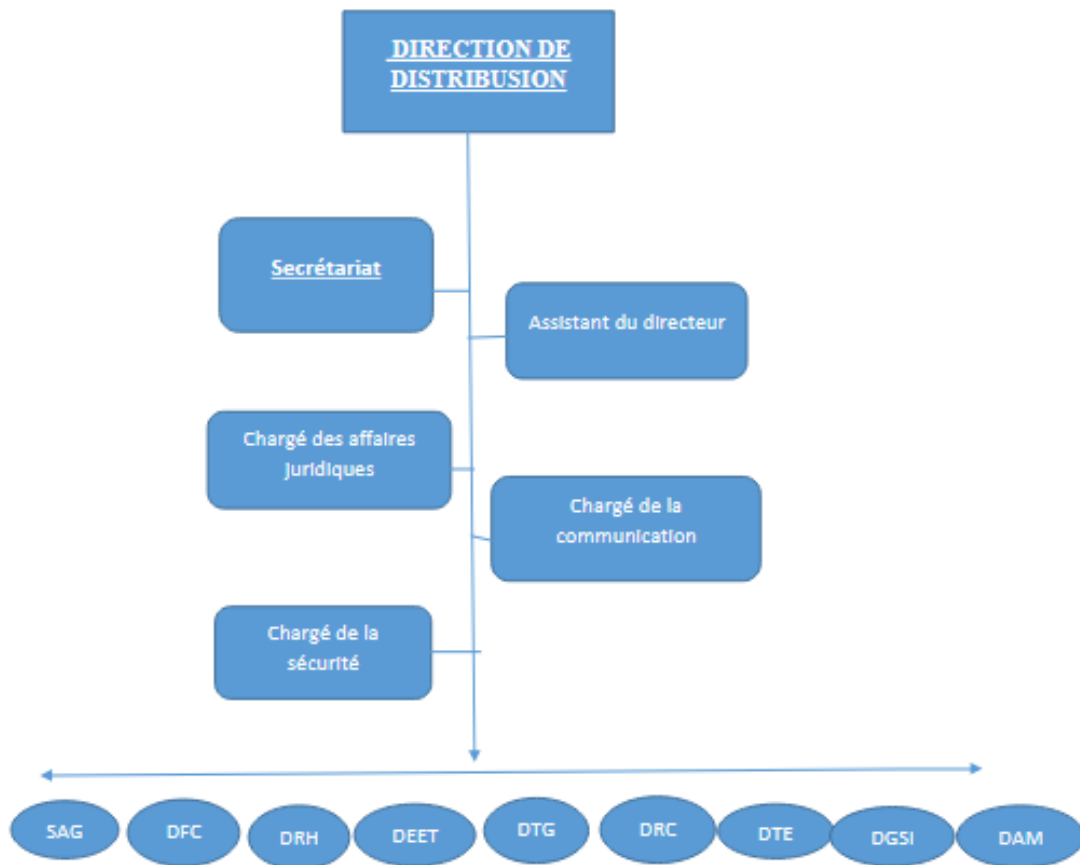 DIRECTION DE
DISTRIBUSION
Secrétariat
Assistant du directeur
Chargé des affaires
Juridiques
Chargé de la
communication
Chargé de la
sécurité
SAG
DFC
DRH
DEET
DTG
DRC
DTE
DGSI
DAM